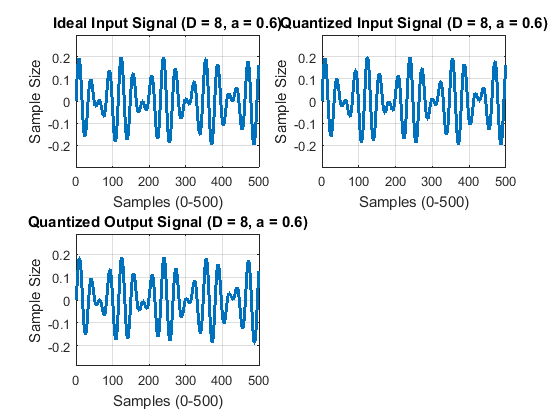 Ideal Input Signal (D = 8, a = 0.6)
Sample Size
0.2
0.1
0
-0.1
-0.2
0 100 200 300 400 500
Samples (0-500)
Quantized Input Signal (D = 8, a = 0.6)
Sample Size
0.2
0.1
0
-0.1
-0.2
0 100 200 300 400 500
Samples (0-500)
Quantized Output Signal (D = 8, a = 0.6)
Sample Size
0.2
0.1
0
-0.1
-0.2
0 100 200 300 400 500
Samples (0-500)